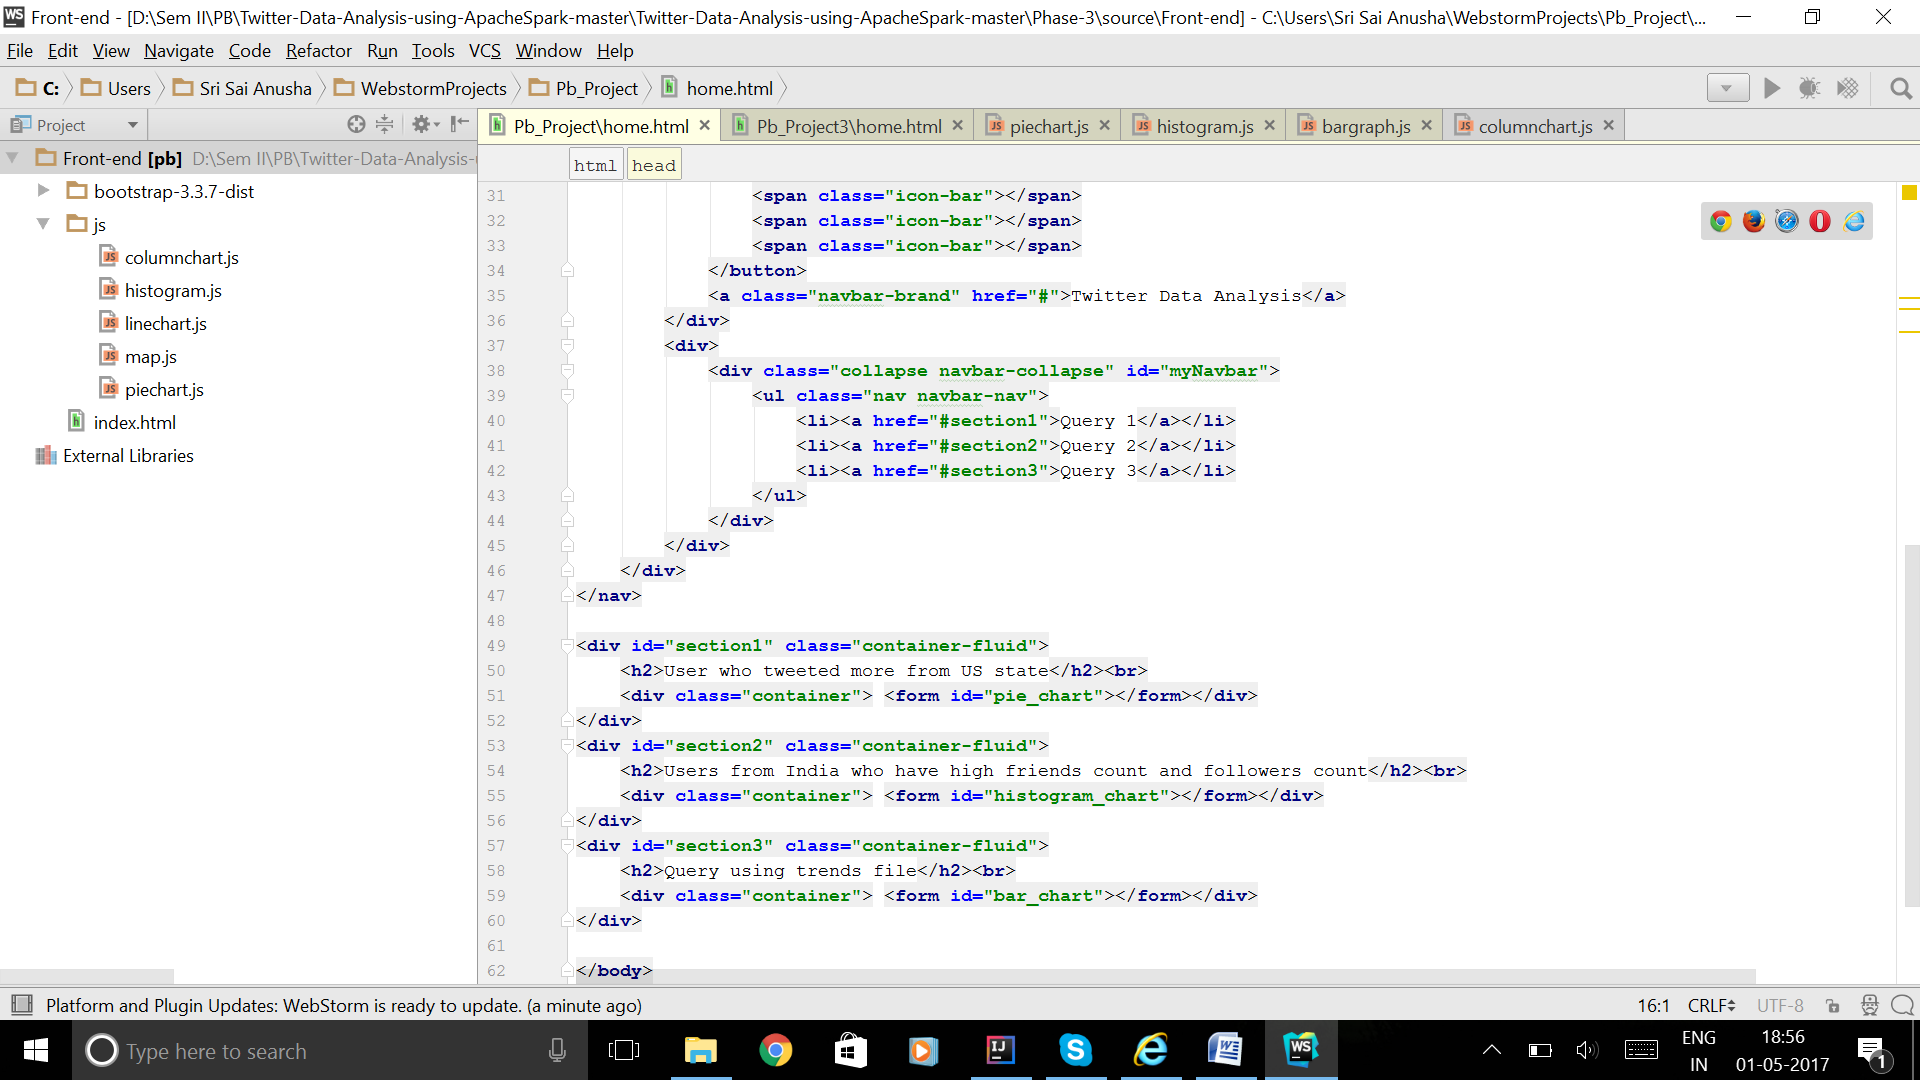 WS Front-end - [D:\Sem II\PB\Twitter-Data-Analysis-using-ApacheSpark-master\Twitter-Data-Analysis-using-ApacheSpark-master\Phase-3\source\Front-end] - C:\Users\Sri Sai Anusha\WebstormProjects\Pb_Project\...
File Edit View Navigate Code Refactor Run Tools VCS Window Help
C: Users Sri Sai Anusha WebstormProjects Pb_Project home.html
Project
Pb_Project\home.html Pb_Project3\home.html piechart.js histogram.js bargraph.js columnchart.js
Front-end [pb] D:\Sem II\PB\Twitter-Data-Analysis-
bootstrap-3.3.7-dist
js
columnchart.js
histogram.js
linechart.js
map.js
piechart.js
index.html
External Libraries
html head
31 <span class="icon-bar"></span>
32 <span class="icon-bar"></span>
33 <span class="icon-bar"></span>
34 </button>
35 <a class="navbar-brand" href="#">Twitter Data Analysis</a>
36 </div>
37 <div>
38 <div class="collapse navbar-collapse" id="myNavbar">
39 <ul class="nav navbar-nav">
40 <li><a href="#section1">Query 1</a></li>
41 <li><a href="#section2">Query 2</a></li>
42 <li><a href="#section3">Query 3</a></li>
43 </ul>
44 </div>
45 </div>
46 </div>
47 </nav>
48
49 <div id="section1" class="container-fluid">
50 <h2>User who tweeted more from US state</h2><br>
51 <div class="container"> <form id="pie_chart"></form></div>
52 </div>
53 <div id="section2" class="container-fluid">
54 <h2>Users from India who have high friends count and followers count</h2><br>
55 <div class="container"> <form id="histogram_chart"></form></div>
56 </div>
57 <div id="section3" class="container-fluid">
58 <h2>Query using trends file</h2><br>
59 <div class="container"> <form id="bar_chart"></form></div>
60 </div>
61
62 </body>
Platform and Plugin Updates: WebStorm is ready to update. (a minute ago)
16:1 CRLF UTF-8
Type here to search
ENG
IN
18:56
01-05-2017
1